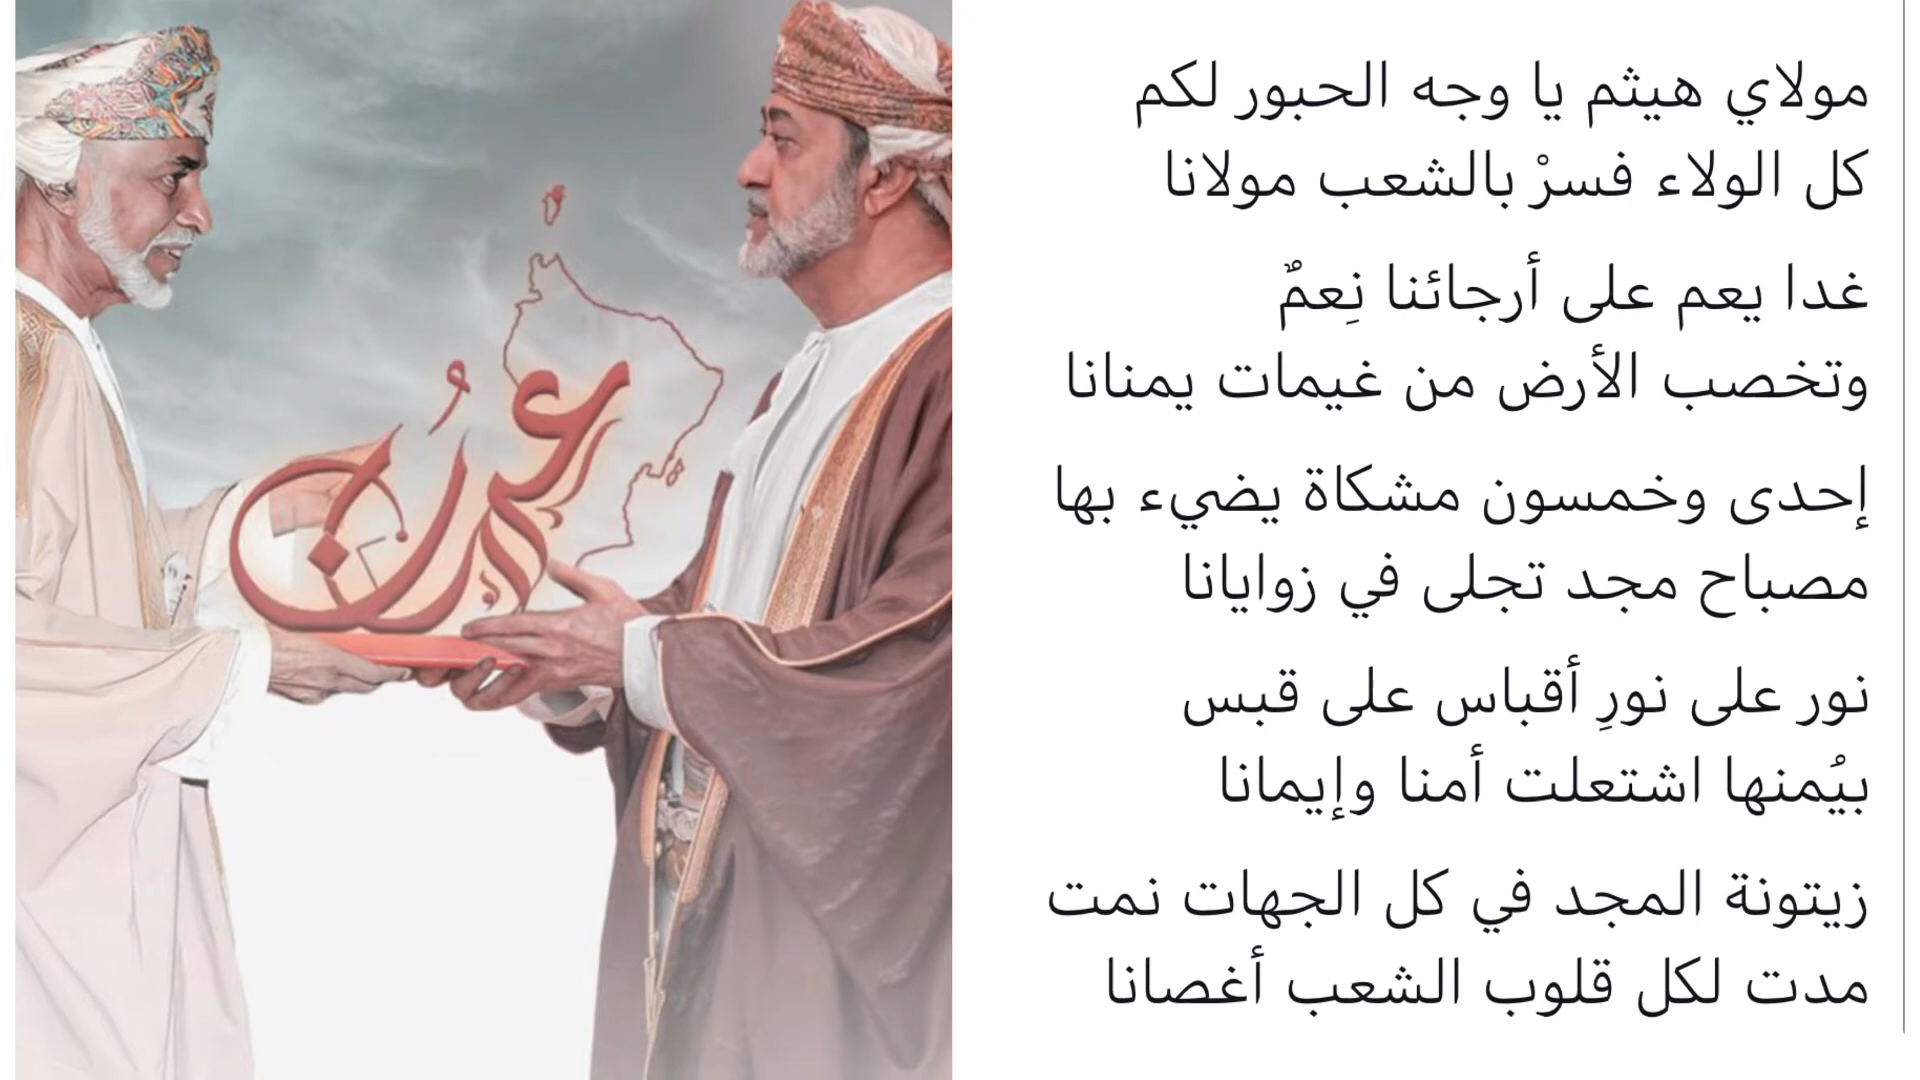 عُمان
مولاي هيثم يا وجه الحبور لكم
كل الولاء فسرْ بالشعب مولانا
غدا يعم على أرجائنا نِعمٌ
وتخصب الأرض من غيمات يمنانا
إحدى وخمسون مشكاة يضيء بها
مصباح مجد تجلى في زوايانا
نور على نورِ أقباس على قبس
بيُمنها اشتعلت أمنا وإيمانا
زيتونة المجد في كل الجهات نمت
مدت لكل قلوب الشعب أغصانا